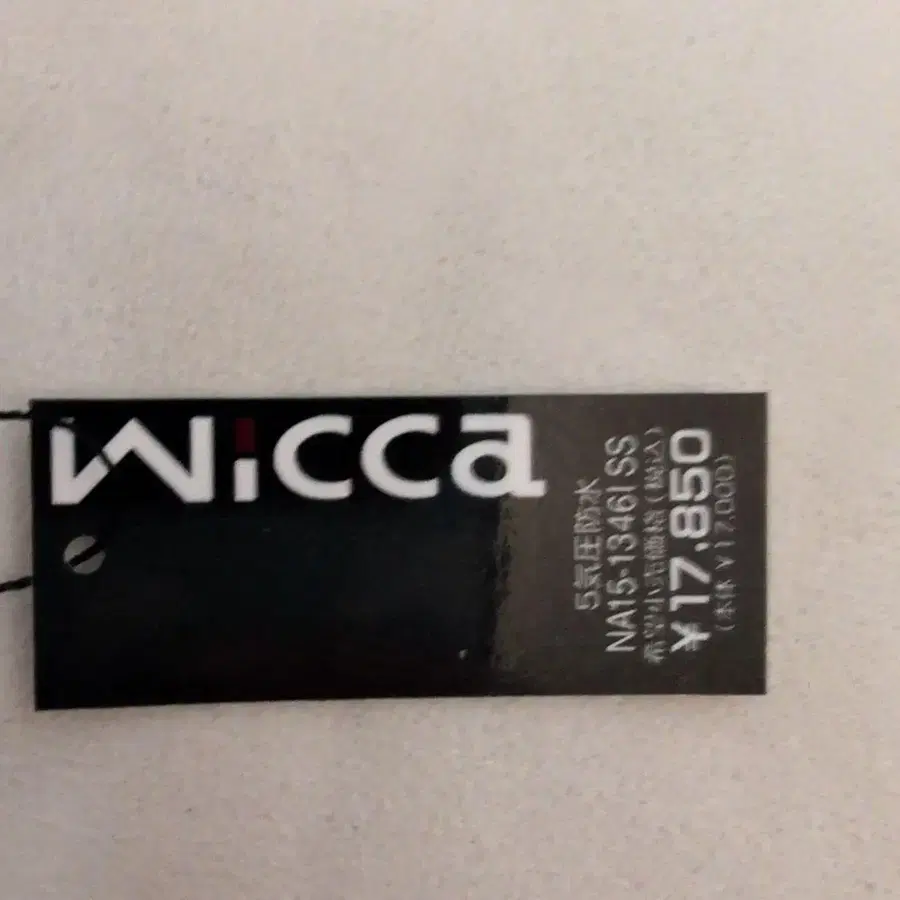 wicca
5気圧防水
NA15-1346I SS
希望小売価格(税込)
¥17,850
(本体¥17,000)